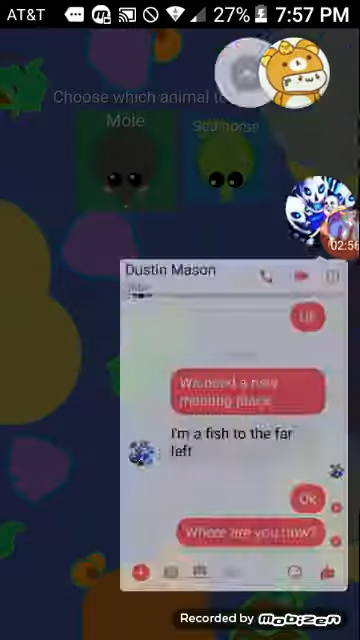 AT&T 27% 7:57 PM
Choose which animal to
Mole
Seahorse
02:56
Dustin Mason
We need a new
meeting place
I'm a fish to the far
left
Ok
Where are you now?
Recorded by mobizen